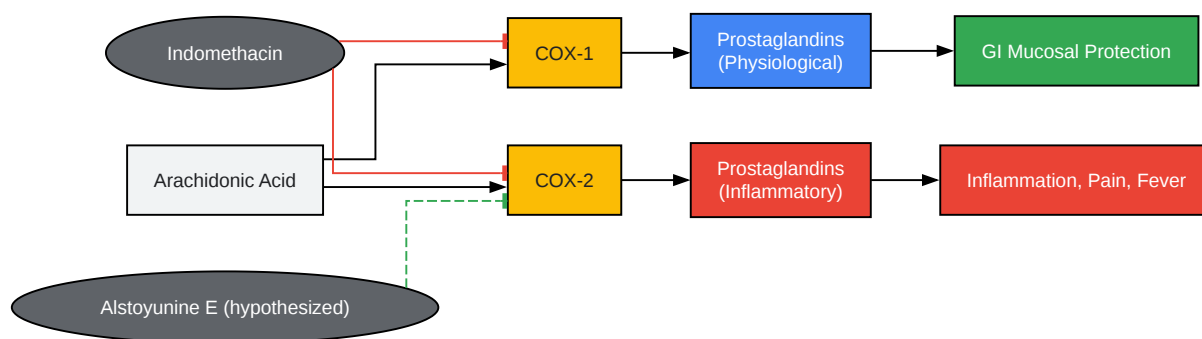 Indomethacin
COX-1
Prostaglandins
(Physiological)
GI Mucosal Protection
Arachidonic Acid
COX-2
Prostaglandins
(Inflammatory)
Inflammation, Pain, Fever
Alstoyunine E (hypothesized)